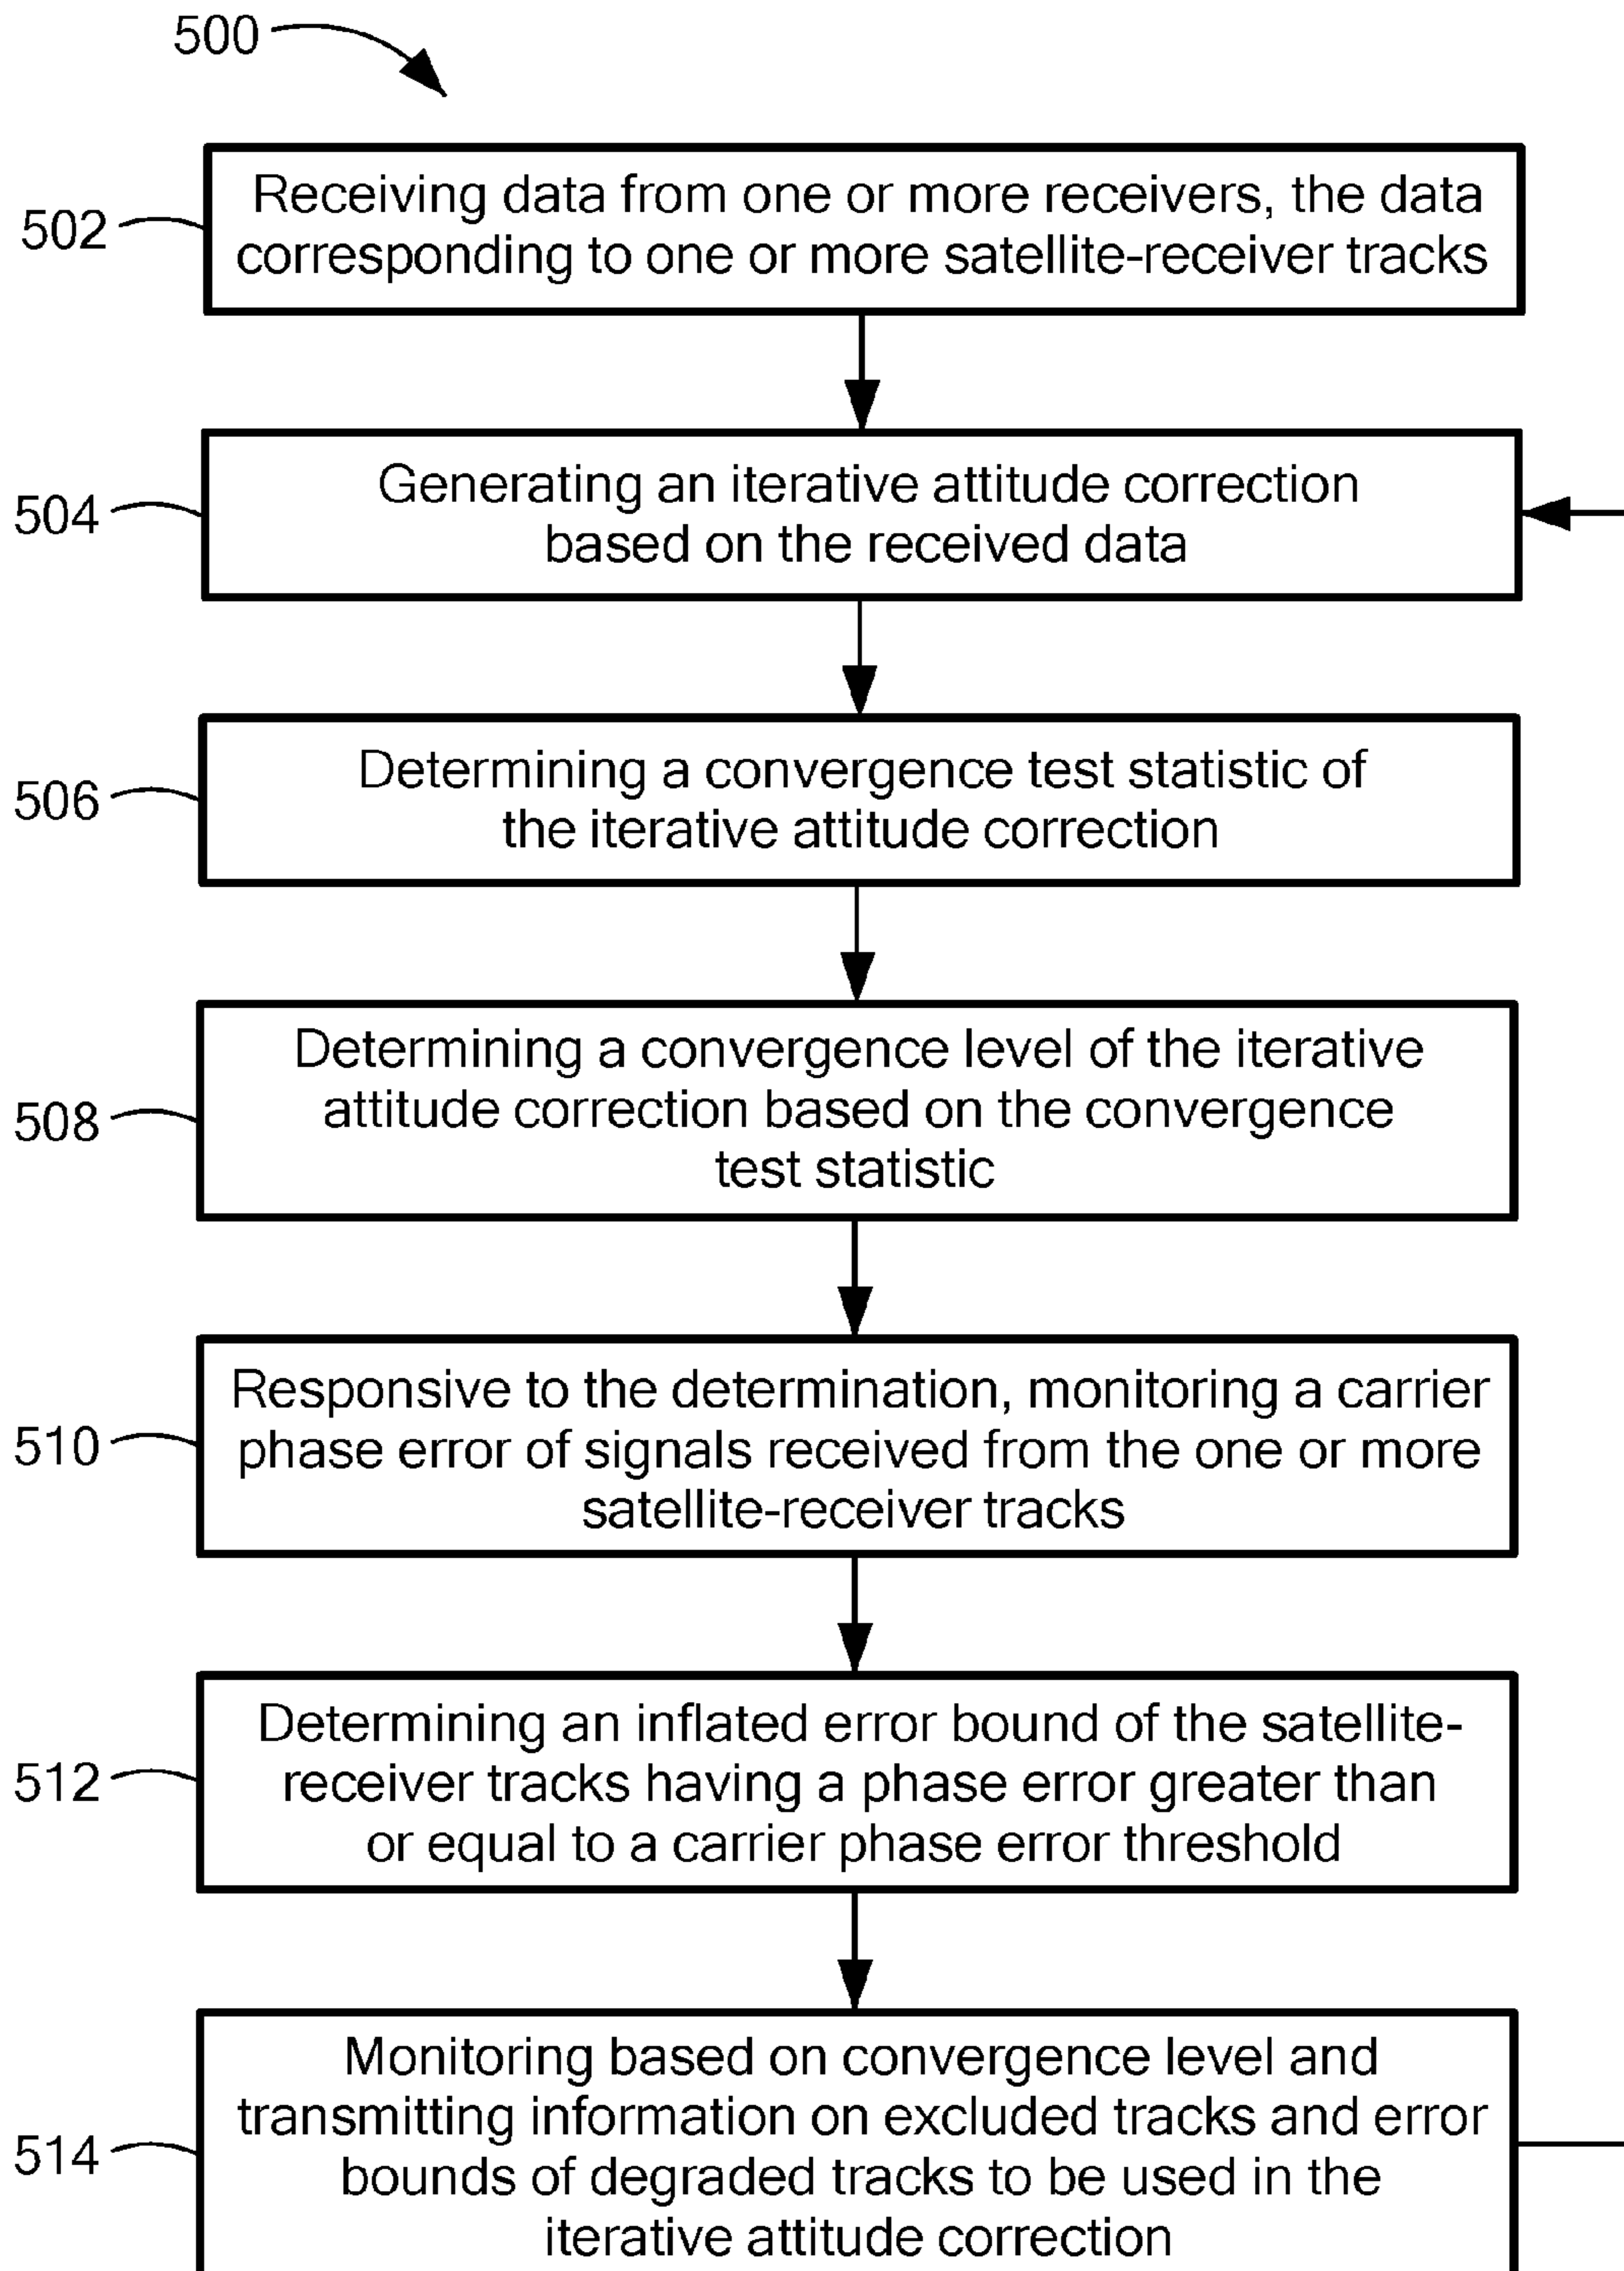 500
502
Receiving data from one or more receivers, the data
corresponding to one or more satellite-receiver tracks
504
Generating an iterative attitude correction
based on the received data
506
Determining a convergence test statistic of
the iterative attitude correction
508
Determining a convergence level of the iterative
attitude correction based on the convergence
test statistic
510
Responsive to the determination, monitoring a carrier
phase error of signals received from the one or more
satellite-receiver tracks
512
Determining an inflated error bound of the satellite-
receiver tracks having a phase error greater than
or equal to a carrier phase error threshold
514
Monitoring based on convergence level and
transmitting information on excluded tracks and error
bounds of degraded tracks to be used in the
iterative attitude correction